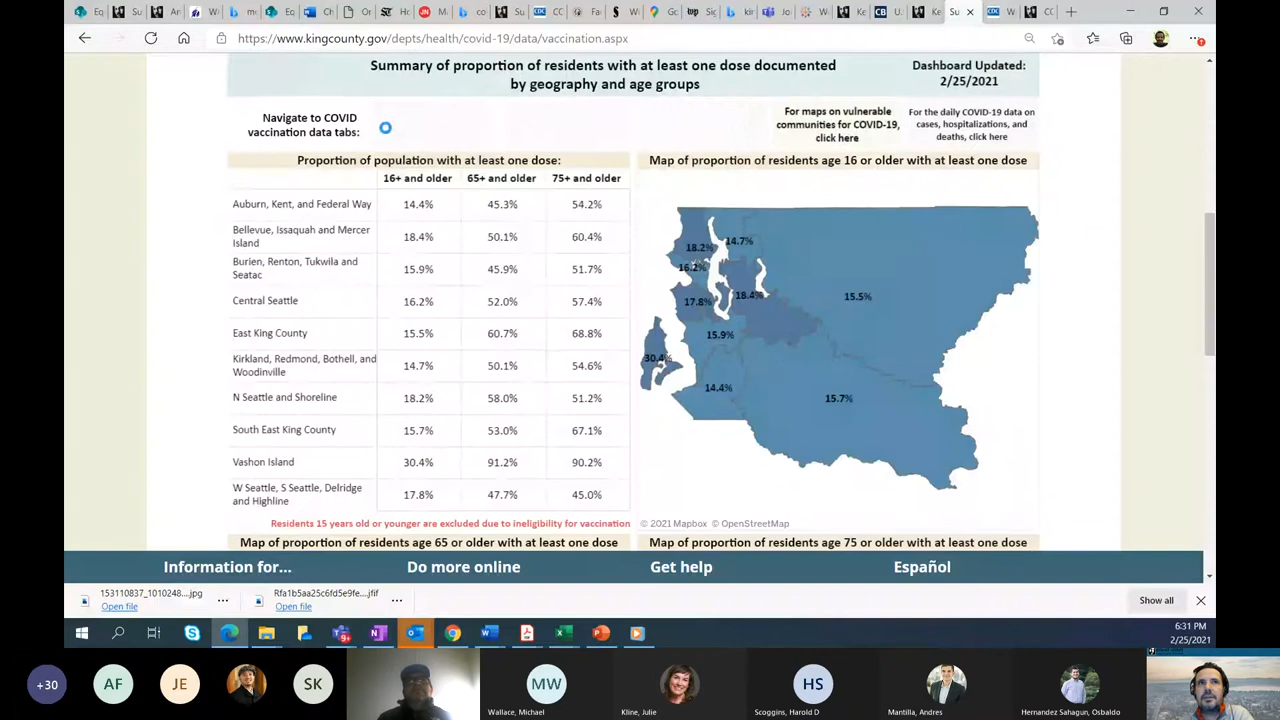 https://www.kingcounty.gov/depts/health/covid-19/data/vaccination.aspx
Summary of proportion of residents with at least one dose documented
by geography and age groups
Dashboard Updated:
2/25/2021
Navigate to COVID
vaccination data tabs:
For maps on vulnerable
communities for COVID-19,
click here
For the daily COVID-19 data on
cases, hospitalizations, and
deaths, click here
Proportion of population with at least one dose:
16+ and older 65+ and older 75+ and older
Auburn, Kent, and Federal Way 14.4% 45.3% 54.2%
Bellevue, Issaquah and Mercer
Island 18.4% 50.1% 60.4%
Burien, Renton, Tukwila and
Seatac 15.9% 45.9% 51.7%
Central Seattle 16.2% 52.0% 57.4%
East King County 15.5% 60.7% 68.8%
Kirkland, Redmond, Bothell, and
Woodinville 14.7% 50.1% 54.6%
N Seattle and Shoreline 18.2% 58.0% 51.2%
South East King County 15.7% 53.0% 67.1%
Vashon Island 30.4% 91.2% 90.2%
W Seattle, S Seattle, Delridge
and Highline 17.8% 47.7% 45.0%
Residents 15 years old or younger are excluded due to ineligibility for vaccination
Map of proportion of residents age 16 or older with at least one dose
18.2% 14.7%
16.2%
17.8% 18.4% 15.5%
15.9%
30.4%
14.4% 15.7%
© 2021 Mapbox © OpenStreetMap
Map of proportion of residents age 65 or older with at least one dose
Map of proportion of residents age 75 or older with at least one dose
Information for... Do more online Get help Español
153110837_1010248....jpg
Open file
Rfa1b5aa25c6fd5e9fe....jfif
Open file
Show all
6:31 PM
2/25/2021
+30
AF
JE
SK
MW
Wallace, Michael
Kline, Julie
HS
Scoggins, Harold D
Mantilla, Andres
Hernandez Sahagun, Osbaldo